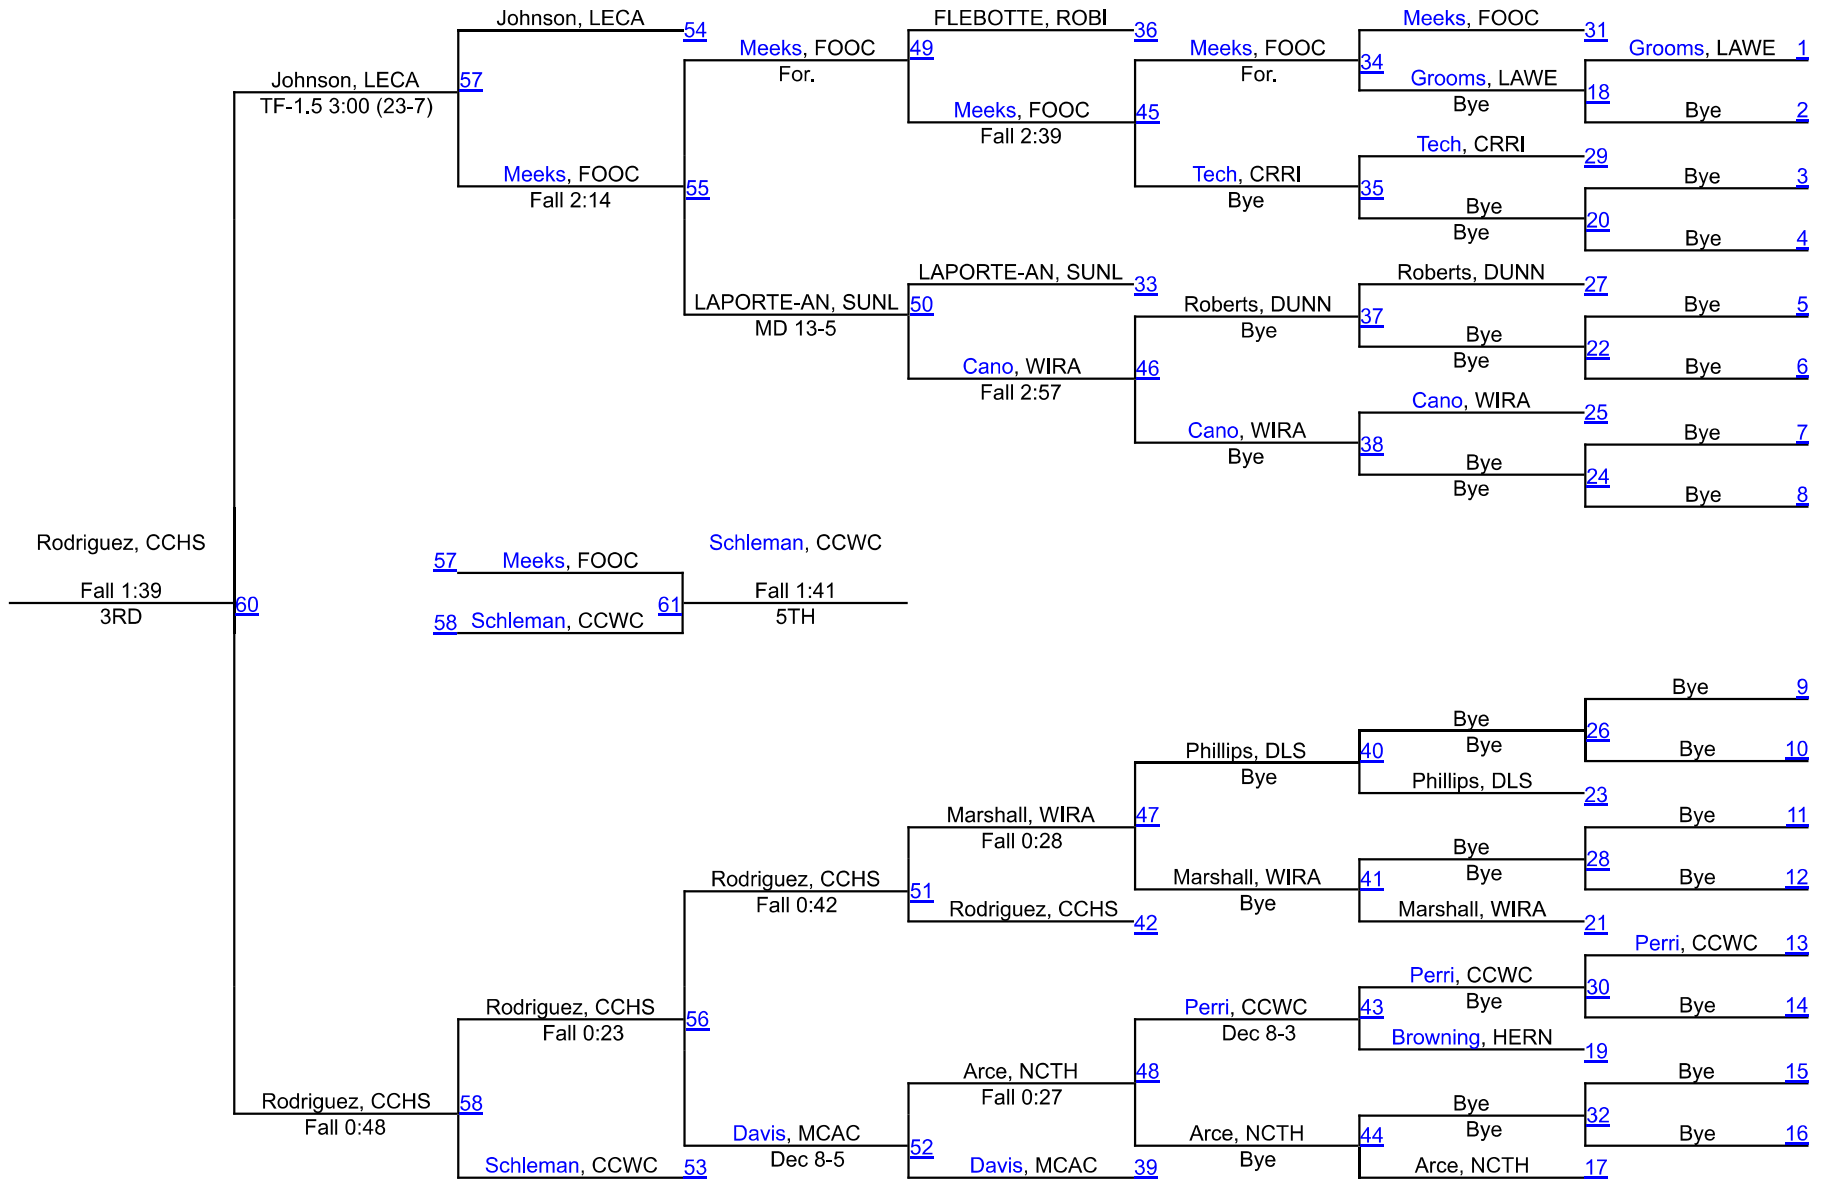 Johnson, LECA
54
FLEBOTTE, ROBI
36
Meeks, FOOC
31
Meeks, FOOC
49
For.
Meeks, FOOC
34
For.
Grooms, LAWE 1
Johnson, LECA
57
TF-1.5 3:00 (23-7)
Grooms, LAWE
18
Bye
Bye 2
Meeks, FOOC
45
Fall 2:39
Tech, CRRI
29
Meeks, FOOC
55
Fall 2:14
Tech, CRRI
35
Bye
Bye 3
Bye
20
Bye
Bye 4
LAPORTE-AN, SUNL
33
Roberts, DUNN
27
LAPORTE-AN, SUNL
50
MD 13-5
Roberts, DUNN
37
Bye
Bye 5
Bye
22
Bye
Bye 6
Cano, WIRA
46
Fall 2:57
Cano, WIRA
25
Cano, WIRA
38
Bye
Bye 7
Bye
24
Bye
Bye 8
Rodriguez, CCHS
Fall 1:39
60
3RD
57 Meeks, FOOC
Schleman, CCWC
Fall 1:41
61
5TH
58 Schleman, CCWC
Bye 9
Bye
26
Bye
Bye 10
Phillips, DLS
40
Bye
Phillips, DLS
23
Marshall, WIRA
47
Fall 0:28
Bye 11
Bye
28
Bye
Bye 12
Rodriguez, CCHS
51
Fall 0:42
Marshall, WIRA
41
Bye
Rodriguez, CCHS
42
Marshall, WIRA
21
Perri, CCWC 13
Perri, CCWC
30
Bye
Bye 14
Rodriguez, CCHS
56
Fall 0:23
Perri, CCWC
43
Dec 8-3
Browning, HERN
19
Arce, NCTH
48
Fall 0:27
Bye 15
Rodriguez, CCHS
58
Fall 0:48
Bye
32
Bye
Bye 16
Davis, MCAC
52
Dec 8-5
Arce, NCTH
44
Bye
Schleman, CCWC
53
Davis, MCAC
39
Arce, NCTH
17